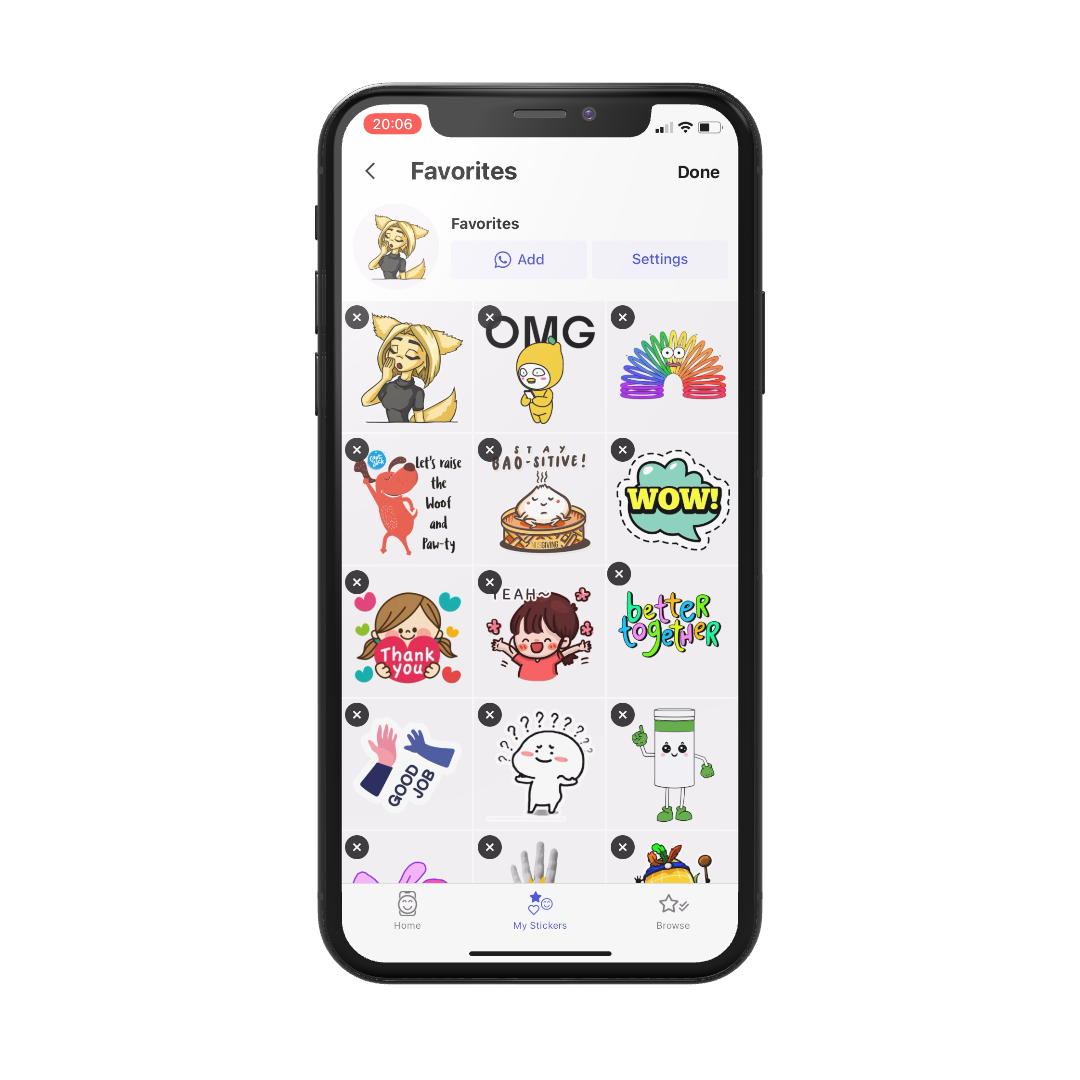 20:06
Favorites
Done
Favorites
Add
Settings
OMG
Let's raise
the
Woof
and
Paw-ty
STAY
BAO-SITIVE!
GIVING
WOW!
Thank
you
YEAH~
better
together
GOOD
JOB
? ? ? ? ? ? ? ? ? ? ?
Home
My Stickers
Browse